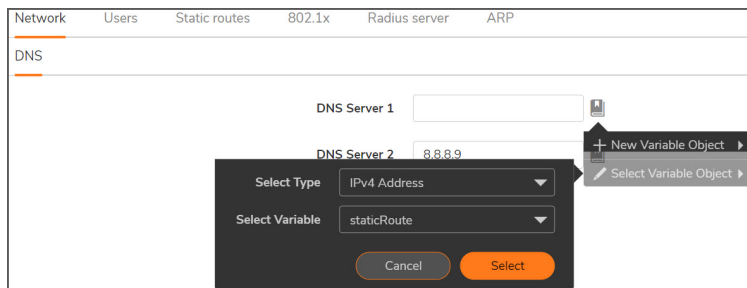 Network Users Static routes 802.1x Radius server ARP
DNS
DNS Server 1
New Variable Object
DNS Server 2 8.8.8.9
Select Variable Object
Select Type IPv4 Address
Select Variable staticRoute
Cancel Select